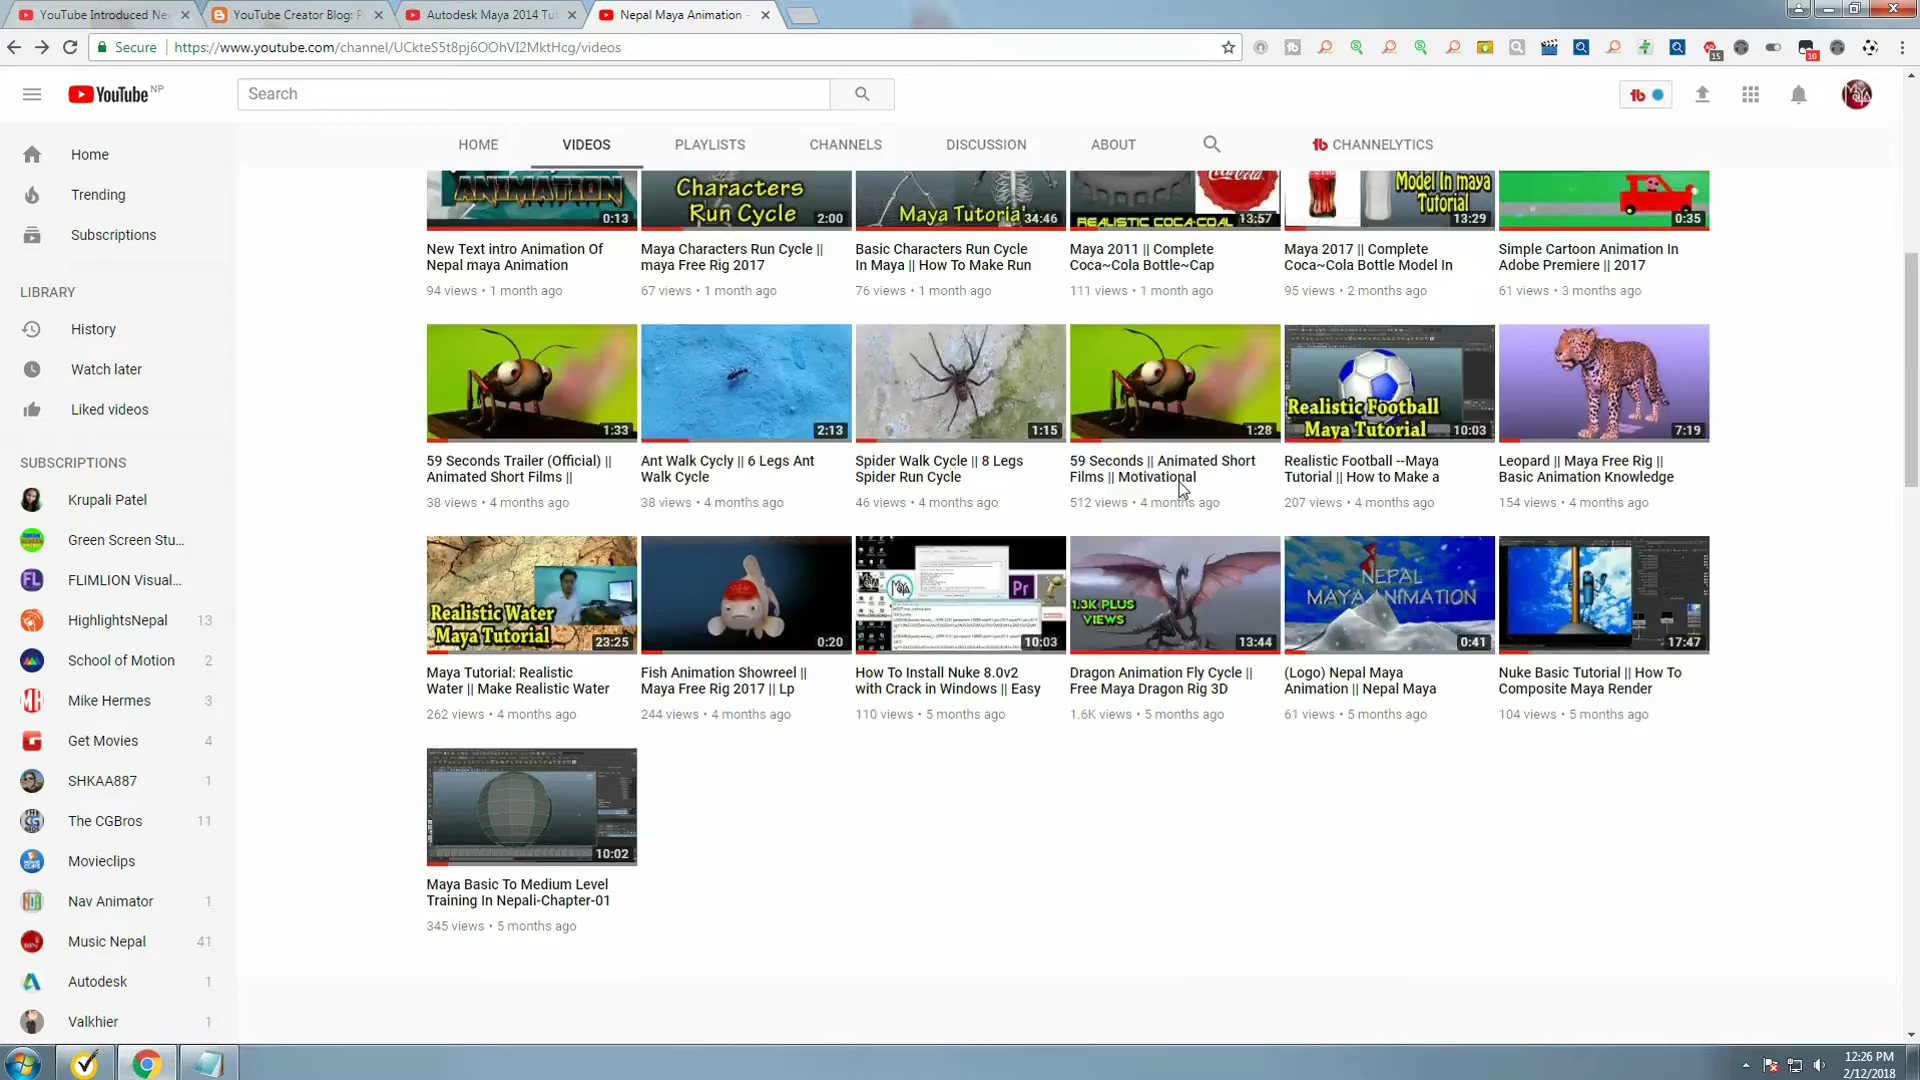 YouTube Introduced Ne
YouTube Creator Blog: P
Autodesk Maya 2014 Tut
Nepal Maya Animation -
Secure
https://www.youtube.com/channel/UCkteS5t8pj6OOhVI2MktHcg/videos
15
10
YouTube NP
Search
HOME
VIDEOS
PLAYLISTS
CHANNELS
DISCUSSION
ABOUT
CHANNELYTICS
Home
Trending
Subscriptions
LIBRARY
History
Watch later
Liked videos
SUBSCRIPTIONS
Krupali Patel
Green Screen Stu...
FLIMLION Visual...
HighlightsNepal 13
School of Motion 2
Mike Hermes 3
Get Movies 4
SHKAA887 1
The CGBros 11
Movieclips
Nav Animator 1
Music Nepal 41
Autodesk 1
Valkhier 1
ANIMATION
0:13
New Text intro Animation Of
Nepal maya Animation
94 views • 1 month ago
Characters
Run Cycle
2:00
Maya Characters Run Cycle ||
maya Free Rig 2017
67 views • 1 month ago
Maya Tutorial
34:46
Basic Characters Run Cycle
In Maya || How To Make Run
76 views • 1 month ago
Coca-Cola
REALISTIC COCA-COAL
13:57
Maya 2011 || Complete
Coca~Cola Bottle~Cap
111 views • 1 month ago
Model In maya
Tutorial
13:29
Maya 2017 || Complete
Coca~Cola Bottle Model In
95 views • 2 months ago
0:35
Simple Cartoon Animation In
Adobe Premiere || 2017
61 views • 3 months ago
1:33
59 Seconds Trailer (Official) ||
Animated Short Films ||
38 views • 4 months ago
2:13
Ant Walk Cycly || 6 Legs Ant
Walk Cycle
38 views • 4 months ago
1:15
Spider Walk Cycle || 8 Legs
Spider Run Cycle
46 views • 4 months ago
1:28
59 Seconds || Animated Short
Films || Motivational
512 views • 4 months ago
Realistic Football
Maya Tutorial
10:03
Realistic Football --Maya
Tutorial || How to Make a
207 views • 4 months ago
7:19
Leopard || Maya Free Rig ||
Basic Animation Knowledge
154 views • 4 months ago
Realistic Water
Maya Tutorial
23:25
Maya Tutorial: Realistic
Water || Make Realistic Water
262 views • 4 months ago
0:20
Fish Animation Showreel ||
Maya Free Rig 2017 || Lp
244 views • 4 months ago
Pr
10:03
How To Install Nuke 8.0v2
with Crack in Windows || Easy
110 views • 5 months ago
1.3K PLUS
VIEWS
13:44
Dragon Animation Fly Cycle ||
Free Maya Dragon Rig 3D
1.6K views • 5 months ago
NEPAL
MAYA ANIMATION
0:41
(Logo) Nepal Maya
Animation || Nepal Maya
61 views • 5 months ago
17:47
Nuke Basic Tutorial || How To
Composite Maya Render
104 views • 5 months ago
10:02
Maya Basic To Medium Level
Training In Nepali-Chapter-01
345 views • 5 months ago
12:26 PM
2/12/2018